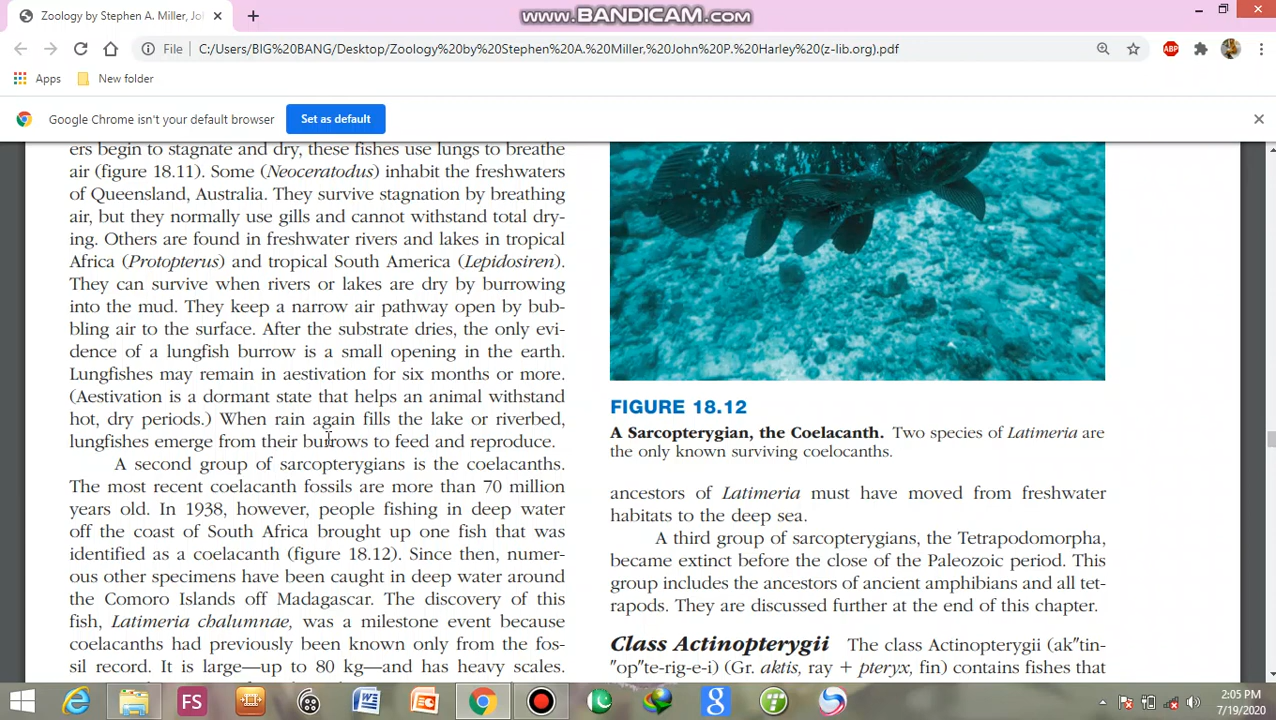 www.BANDICAM.com
Zoology by Stephen A. Miller, Jo
File
C:/Users/BIG%20BANG/Desktop/Zoology%20by%20Stephen%20A.%20Miller,%20John%20P.%20Harley%20(z-lib.org).pdf
ABP
Apps
New folder
Google Chrome isn't your default browser
Set as default
ers begin to stagnate and dry, these fishes use lungs to breathe
air (figure 18.11). Some (Neoceratodus) inhabit the freshwaters
of Queensland, Australia. They survive stagnation by breathing
air, but they normally use gills and cannot withstand total dry-
ing. Others are found in freshwater rivers and lakes in tropical
Africa (Protopterus) and tropical South America (Lepidosiren).
They can survive when rivers or lakes are dry by burrowing
into the mud. They keep a narrow air pathway open by bub-
bling air to the surface. After the substrate dries, the only evi-
dence of a lungfish burrow is a small opening in the earth.
Lungfishes may remain in aestivation for six months or more.
(Aestivation is a dormant state that helps an animal withstand
hot, dry periods.) When rain again fills the lake or riverbed,
lungfishes emerge from their burrows to feed and reproduce.
A second group of sarcopterygians is the coelacanths.
The most recent coelacanth fossils are more than 70 million
years old. In 1938, however, people fishing in deep water
off the coast of South Africa brought up one fish that was
identified as a coelacanth (figure 18.12). Since then, numer-
ous other specimens have been caught in deep water around
the Comoro Islands off Madagascar. The discovery of this
fish, Latimeria chalumnae, was a milestone event because
coelacanths had previously been known only from the fos-
sil record. It is large—up to 80 kg—and has heavy scales.
FIGURE 18.12
A Sarcopterygian, the Coelacanth. Two species of Latimeria are
the only known surviving coelocanths.
ancestors of Latimeria must have moved from freshwater
habitats to the deep sea.
A third group of sarcopterygians, the Tetrapodomorpha,
became extinct before the close of the Paleozoic period. This
group includes the ancestors of ancient amphibians and all tet-
rapods. They are discussed further at the end of this chapter.
Class Actinopterygii The class Actinopterygii (ak″tin-
″op″te-rig-e-i) (Gr. aktis, ray + pteryx, fin) contains fishes that
FS
2:05 PM
7/19/2020